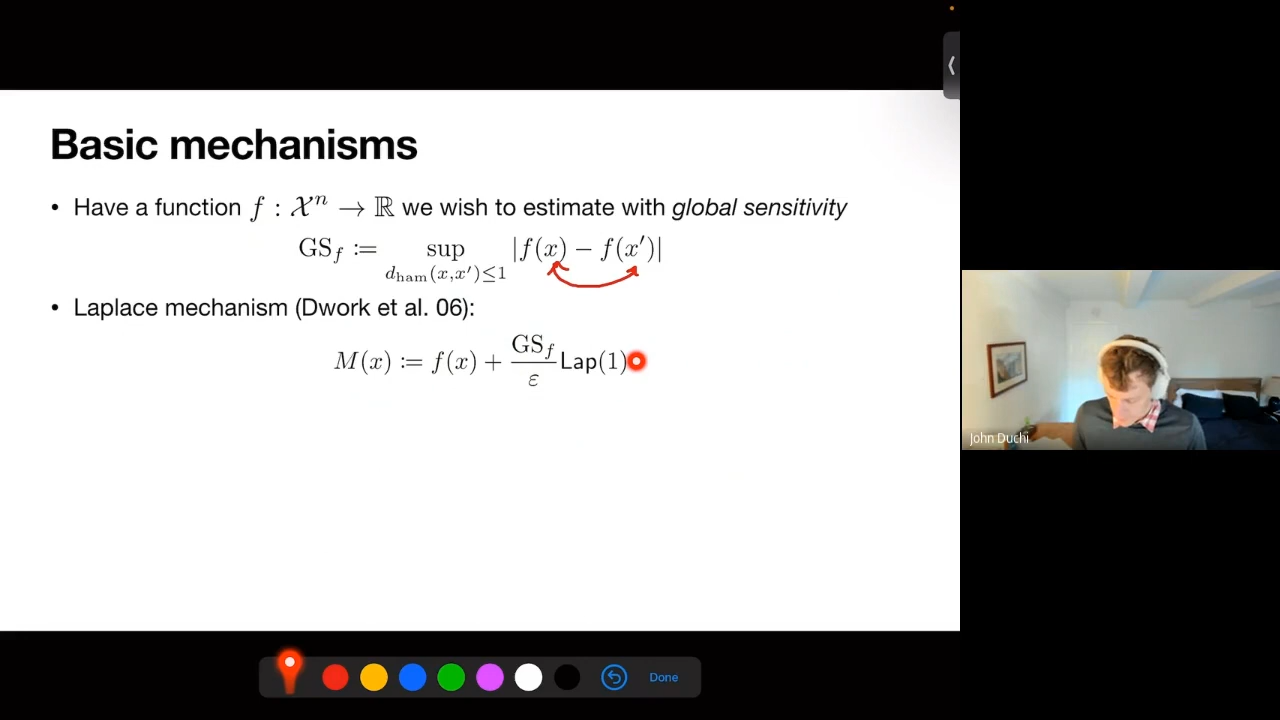 Basic mechanisms
• Have a function f : 𝒳ⁿ → ℝ we wish to estimate with global sensitivity
GS_f := sup_{d_ham(x,x′)≤1} |f(x) − f(x′)|
• Laplace mechanism (Dwork et al. 06):
M(x) := f(x) + GS_f/ε Lap(1)
John Duchi
Done